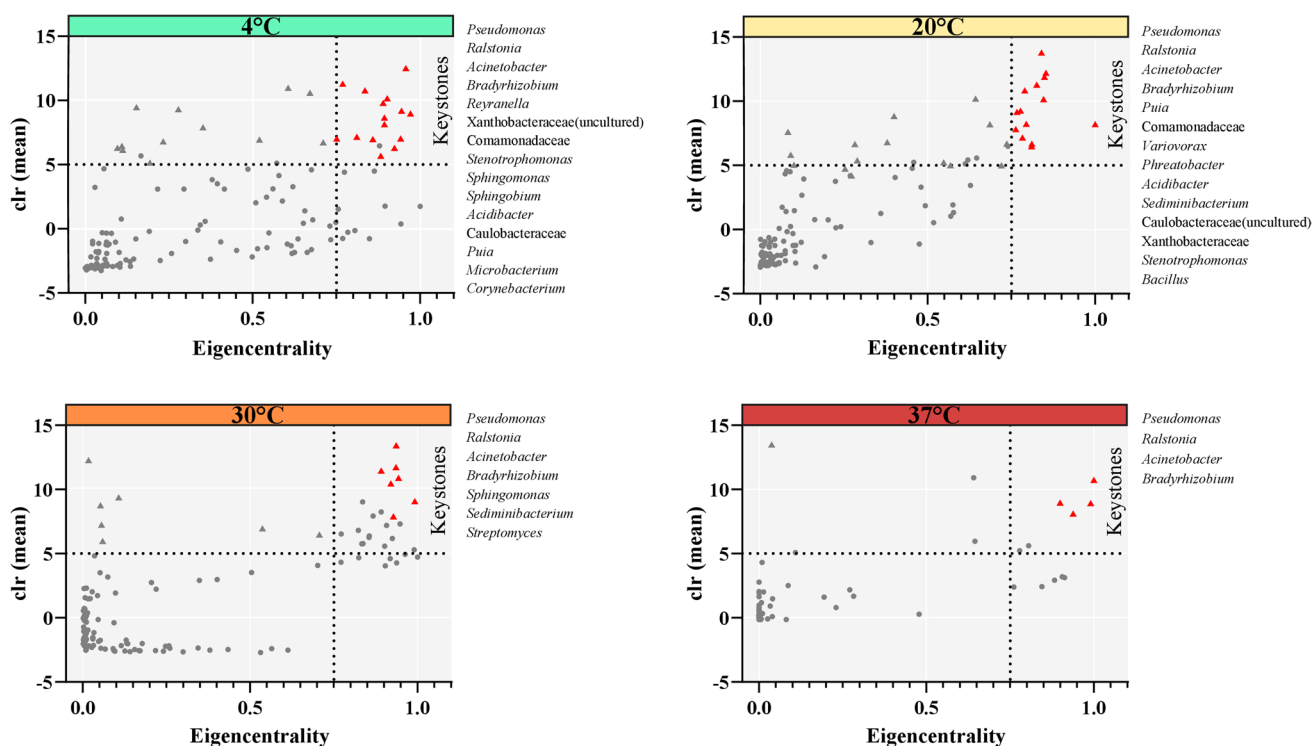 4°C
15
10
5
0
-5
clr (mean)
0.0
0.5
1.0
Eigencentrality
Keystones
Pseudomonas
Ralstonia
Acinetobacter
Bradyrhizobium
Reyranella
Xanthobacteraceae(uncultured)
Comamonadaceae
Stenotrophomonas
Sphingomonas
Sphingobium
Acidibacter
Caulobacteraceae
Puia
Microbacterium
Corynebacterium
20°C
15
10
5
0
-5
clr (mean)
0.0
0.5
1.0
Eigencentrality
Keystones
Pseudomonas
Ralstonia
Acinetobacter
Bradyrhizobium
Puia
Comamonadaceae
Variovorax
Phreatobacter
Acidibacter
Sediminibacterium
Caulobacteraceae(uncultured)
Xanthobacteraceae
Stenotrophomonas
Bacillus
30°C
15
10
5
0
-5
clr (mean)
0.0
0.5
1.0
Eigencentrality
Keystones
Pseudomonas
Ralstonia
Acinetobacter
Bradyrhizobium
Sphingomonas
Sediminibacterium
Streptomyces
37°C
15
10
5
0
-5
clr (mean)
0.0
0.5
1.0
Eigencentrality
Keystones
Pseudomonas
Ralstonia
Acinetobacter
Bradyrhizobium